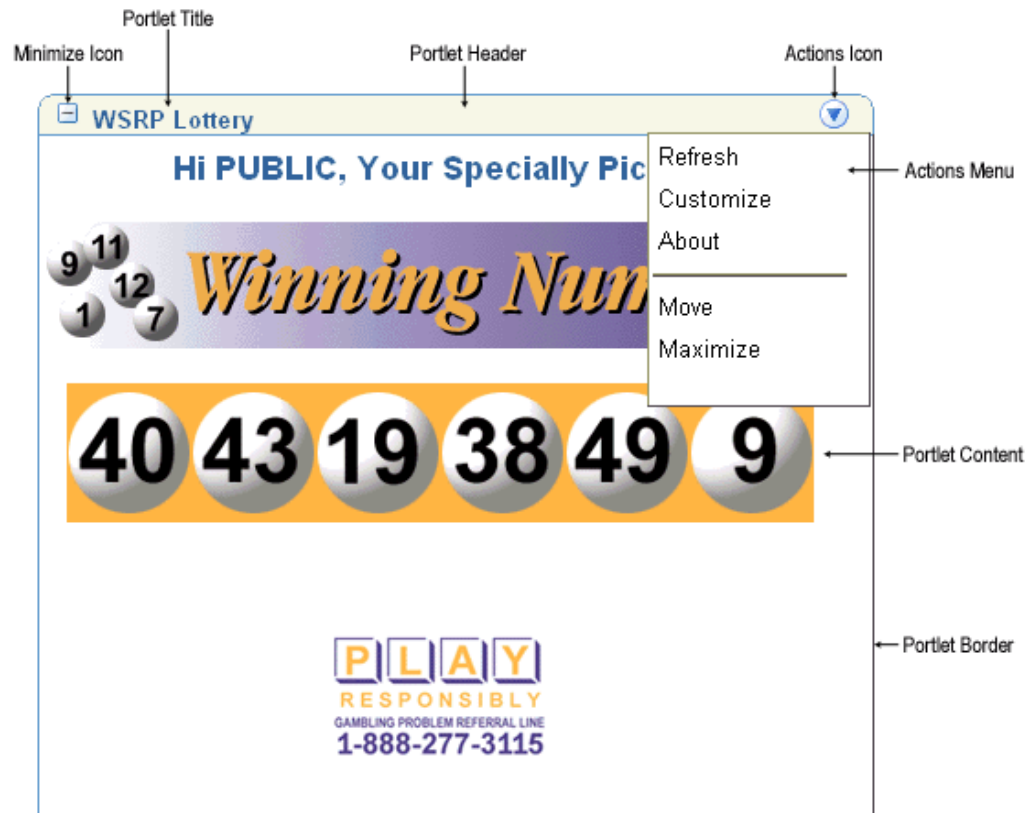 Portlet Title
Minimize Icon
Portlet Header
Actions Icon
WSRP Lottery
Hi PUBLIC, Your Specially Pic
Refresh
Customize
About
Move
Maximize
Actions Menu
9 11 12 1 7
Winning Num
40 43 19 38 49 9
Portlet Content
Portlet Border
PLAY
RESPONSIBLY
GAMBLING PROBLEM REFERRAL LINE
1-888-277-3115